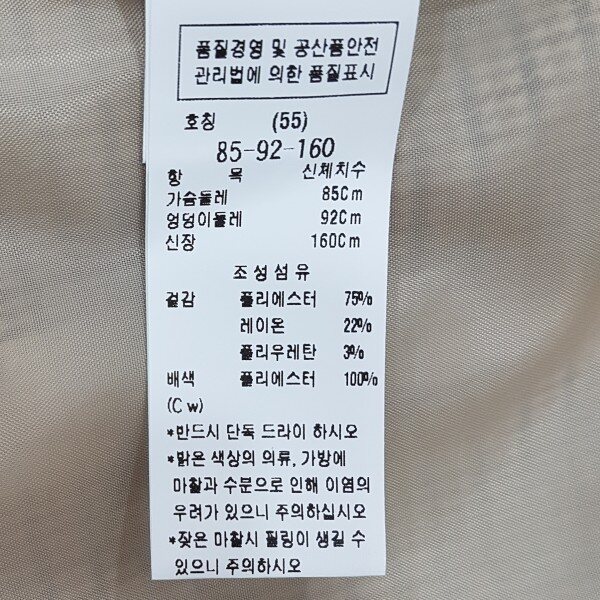 품질경영 및 공산품안전
관리법에 의한 품질표시
호칭 (55)
85-92-160
항 목 신체치수
가슴둘레 85Cm
엉덩이둘레 92Cm
신장 160Cm
조성섬유
겉감 폴리에스터 75%
레이온 22%
폴리우레탄 3%
배색 폴리에스터 100%
(Cw)
*반드시 단독 드라이 하시오
*밝은 색상의 의류, 가방에
마찰과 수분으로 인해 이염의
우려가 있으니 주의하십시오
*잦은 마찰시 필링이 생길 수
있으니 주의하시오